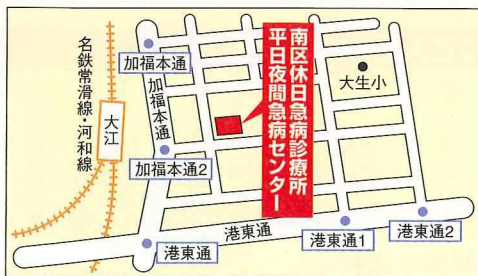 名鉄常滑線・河和線
大江
加福本通
加福本通
加福本通2
南区休日急病診療所
平日夜間急病センター
大生小
港東通
港東通
港東通1
港東通2